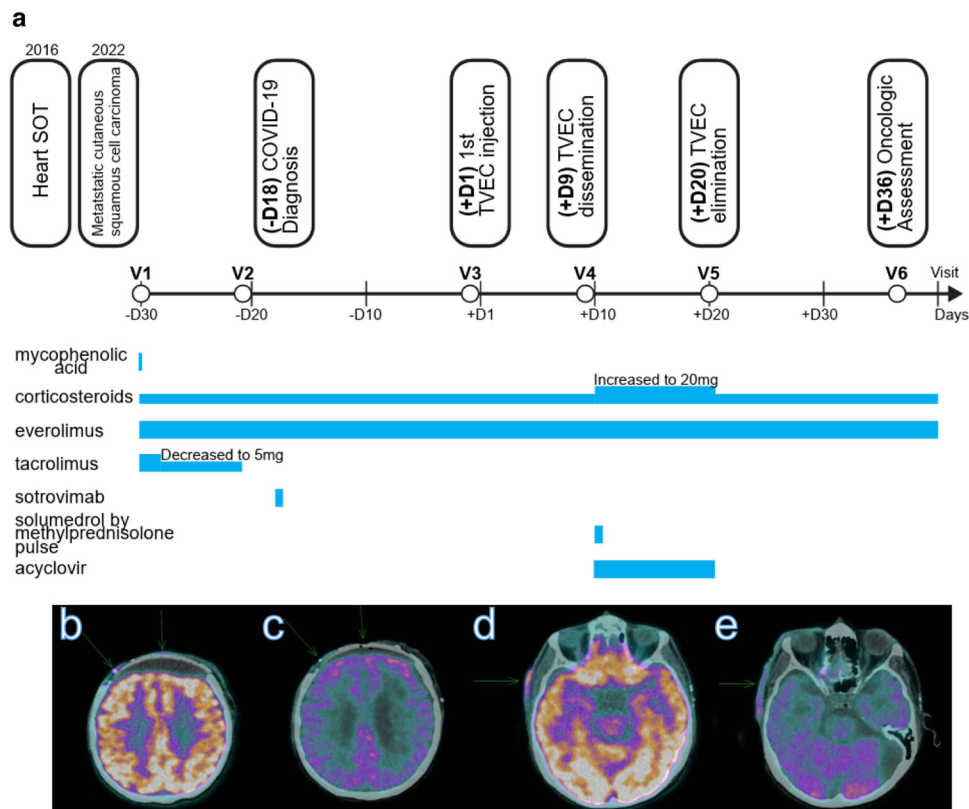 a
2016
2022
Heart SOT
Metatstatic cutaneous
squamous cell carcinoma
(-D18) COVID-19
Diagnosis
(+D1) 1st
TVEC injection
(+D9) TVEC
dissemination
(+D20) TVEC
elimination
(+D36) Oncologic
Assessment
V1
V2
V3
V4
V5
V6
Visit
-D30
-D20
-D10
+D1
+D10
+D20
+D30
Days
mycophenolic
acid
corticosteroids
Increased to 20mg
everolimus
tacrolimus
Decreased to 5mg
sotrovimab
solumedrol by
methylprednisolone
pulse
acyclovir
b
c
d
e